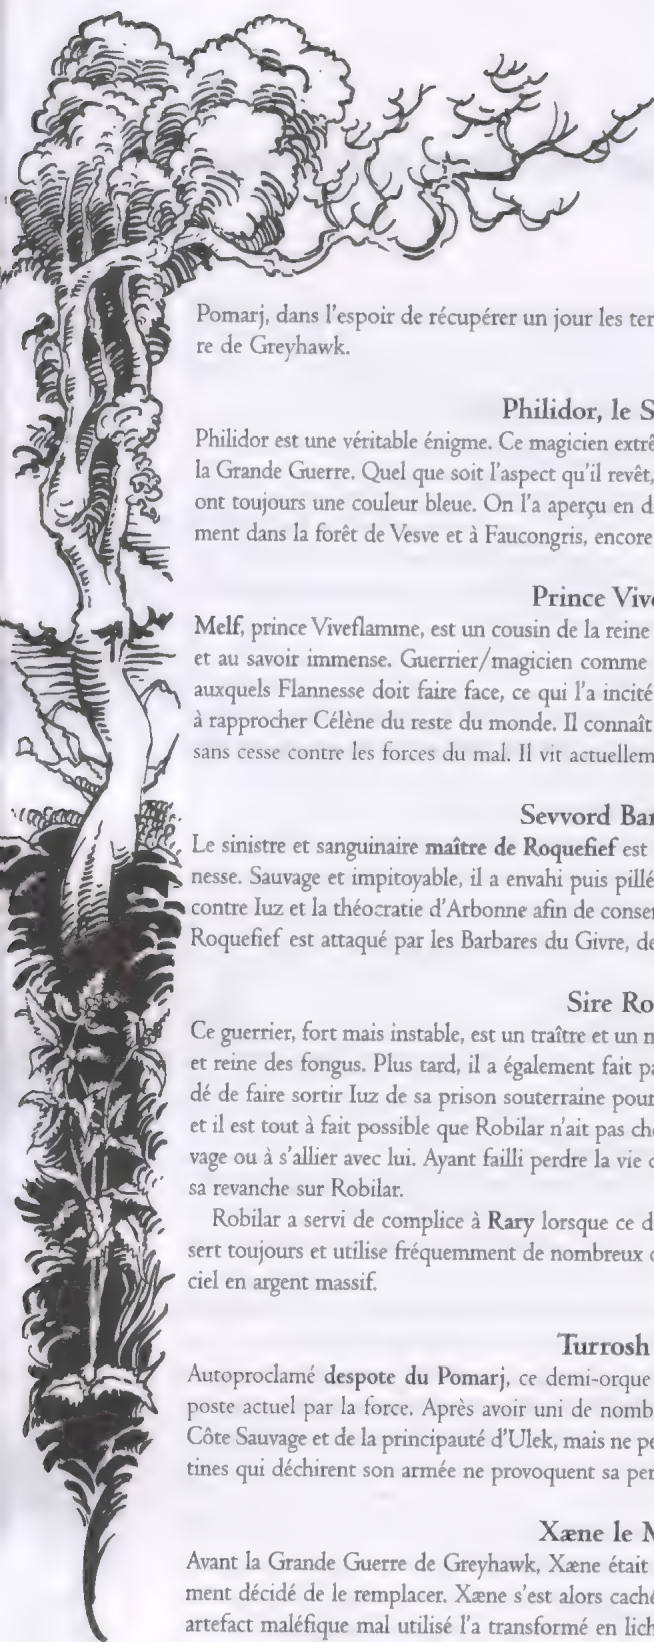 Pomarj, dans l'espoir de récupérer un jour les ter
re de Greyhawk.
Philidor, le S
Philidor est une véritable énigme. Ce magicien extrê
la Grande Guerre. Quel que soit l'aspect qu'il revêt,
ont toujours une couleur bleue. On l'a aperçu en d
ment dans la forêt de Vesve et à Faucongris, encore
Prince Vive
Melf, prince Viveflamme, est un cousin de la reine
et au savoir immense. Guerrier/magicien comme
auxquels Flannesse doit faire face, ce qui l'a incité
à rapprocher Célène du reste du monde. Il connaît
sans cesse contre les forces du mal. Il vit actuellem
Sevvord Bar
Le sinistre et sanguinaire maître de Roquefief est
nesse. Sauvage et impitoyable, il a envahi puis pillé
contre Iuz et la théocratie d'Arbonne afin de conser
Roquefief est attaqué par les Barbares du Givre, de
Sire Ro
Ce guerrier, fort mais instable, est un traître et un m
et reine des fongus. Plus tard, il a également fait pa
dé de faire sortir Iuz de sa prison souterraine pour
et il est tout à fait possible que Robilar n'ait pas che
vage ou à s'allier avec lui. Ayant failli perdre la vie
sa revanche sur Robilar.
Robilar a servi de complice à Rary lorsque ce d
sert toujours et utilise fréquemment de nombreux
ciel en argent massif.
Turrosh
Autoproclamé despote du Pomarj, ce demi-orque
poste actuel par la force. Après avoir uni de nomb
Côte Sauvage et de la principauté d'Ulek, mais ne pe
tines qui déchirent son armée ne provoquent sa per
Xæne le M
Avant la Grande Guerre de Greyhawk, Xæne était
ment décidé de le remplacer. Xæne s'est alors caché
artefact maléfique mal utilisé l'a transformé en lich